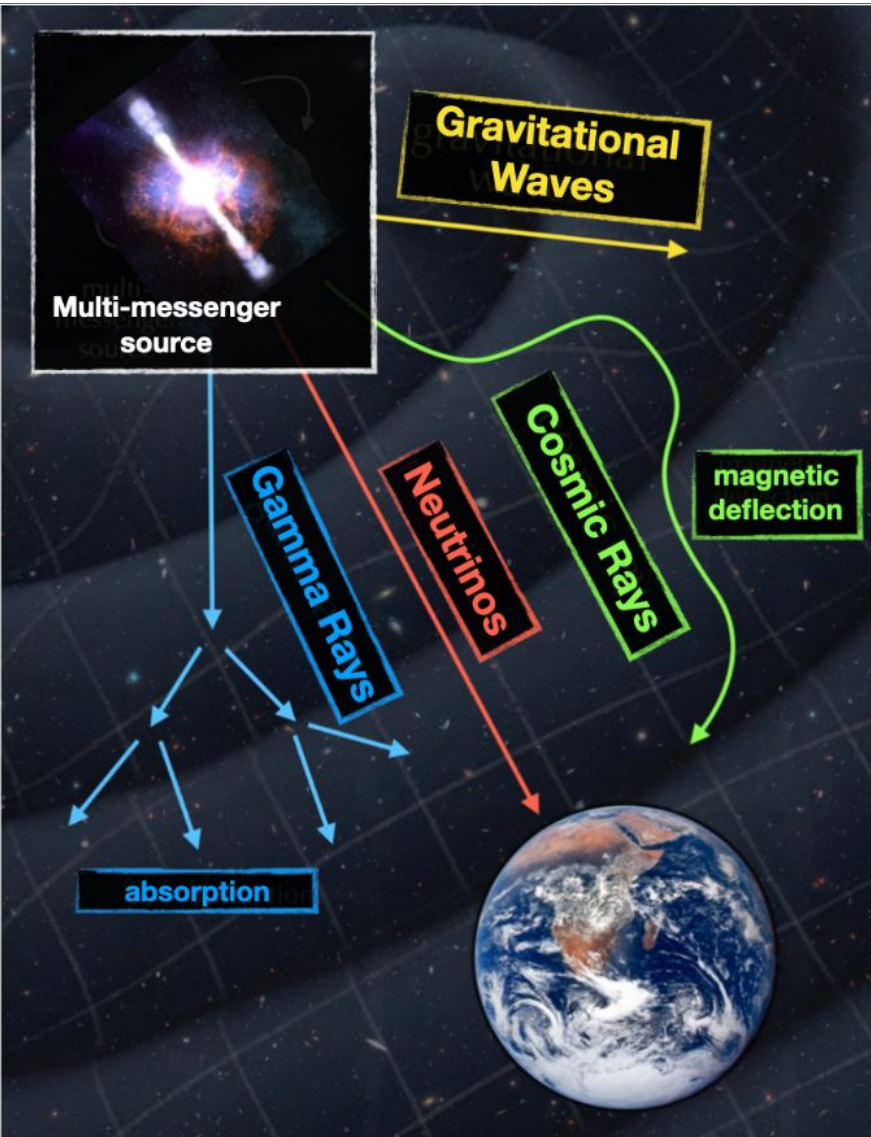 Gravitational
Waves
Multi-messenger
source
Cosmic Rays
magnetic
deflection
Neutrinos
Gamma Rays
absorption